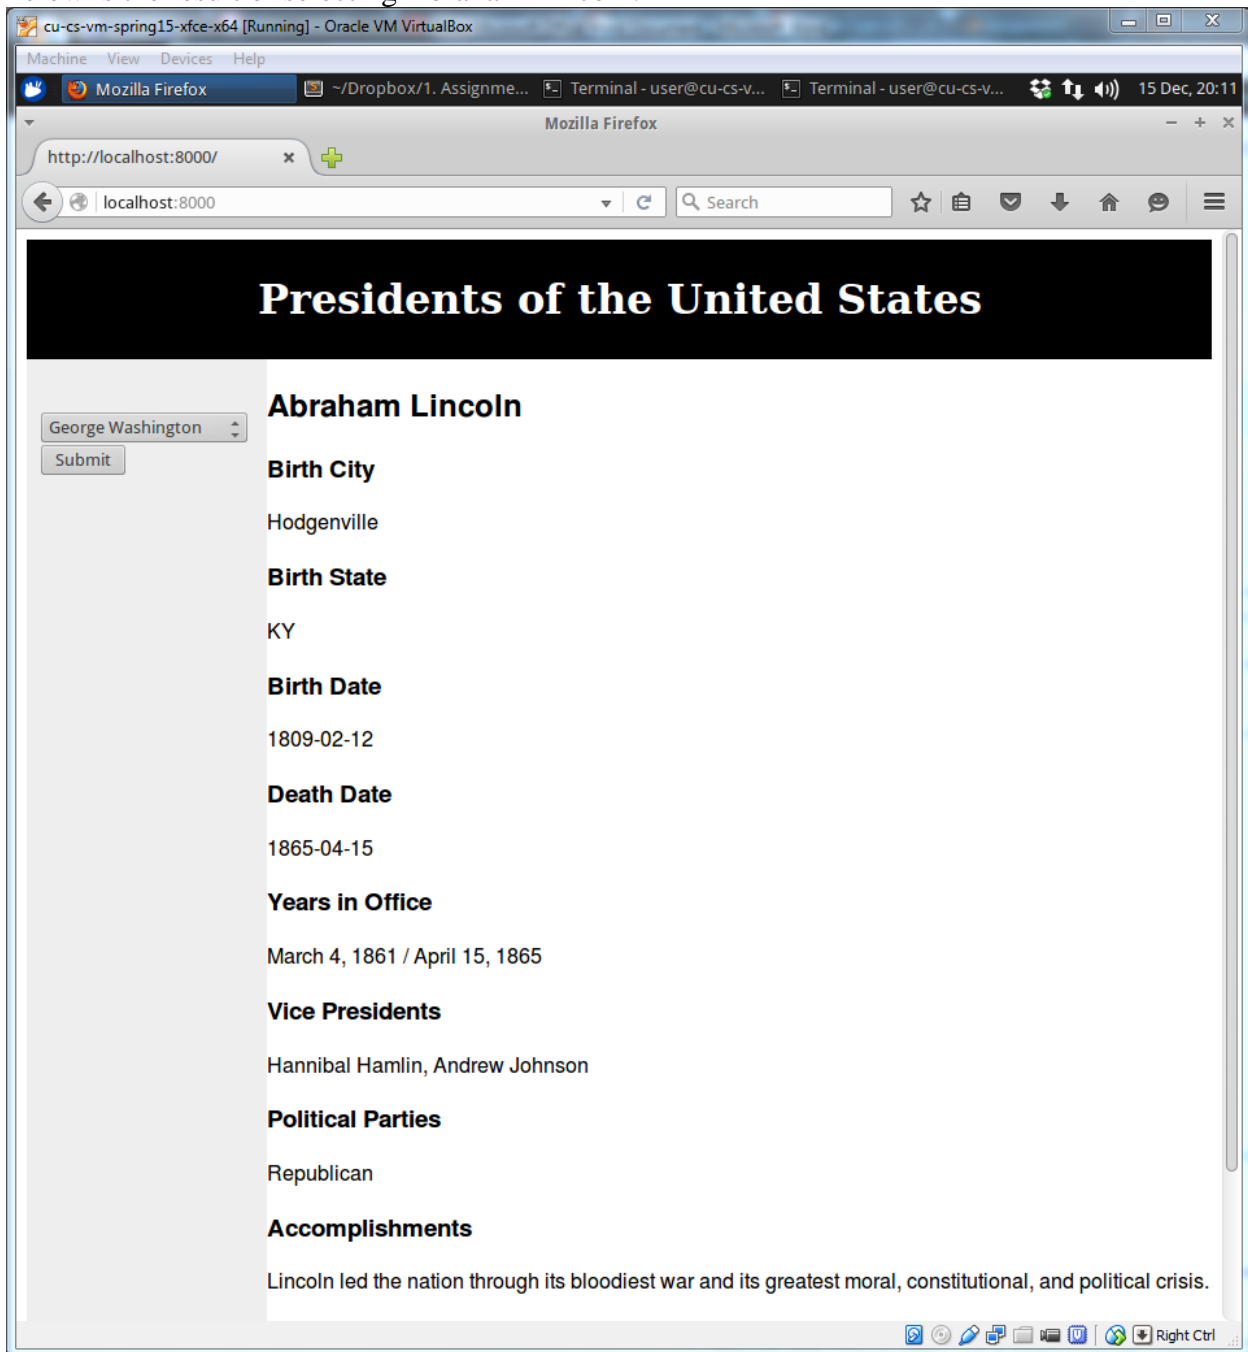 cu-cs-vm-spring15-xfce-x64 [Running] - Oracle VM VirtualBox
Machine View Devices Help
Mozilla Firefox ~/Dropbox/1. Assignme... Terminal - user@cu-cs-v... Terminal - user@cu-cs-v... 15 Dec, 20:11
Mozilla Firefox
http://localhost:8000/
localhost:8000 Search
Presidents of the United States
Abraham Lincoln
George Washington
Submit
Birth City
Hodgenville
Birth State
KY
Birth Date
1809-02-12
Death Date
1865-04-15
Years in Office
March 4, 1861 / April 15, 1865
Vice Presidents
Hannibal Hamlin, Andrew Johnson
Political Parties
Republican
Accomplishments
Lincoln led the nation through its bloodiest war and its greatest moral, constitutional, and political crisis.
Right Ctrl